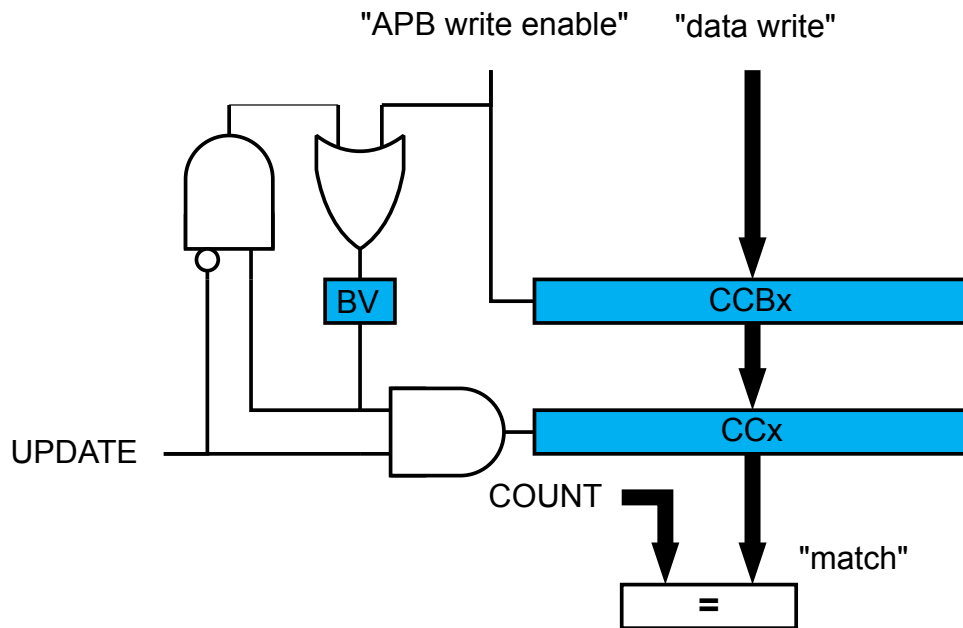 "APB write enable" "data write"
BV
CCBx
CCx
UPDATE
COUNT
"match"
=